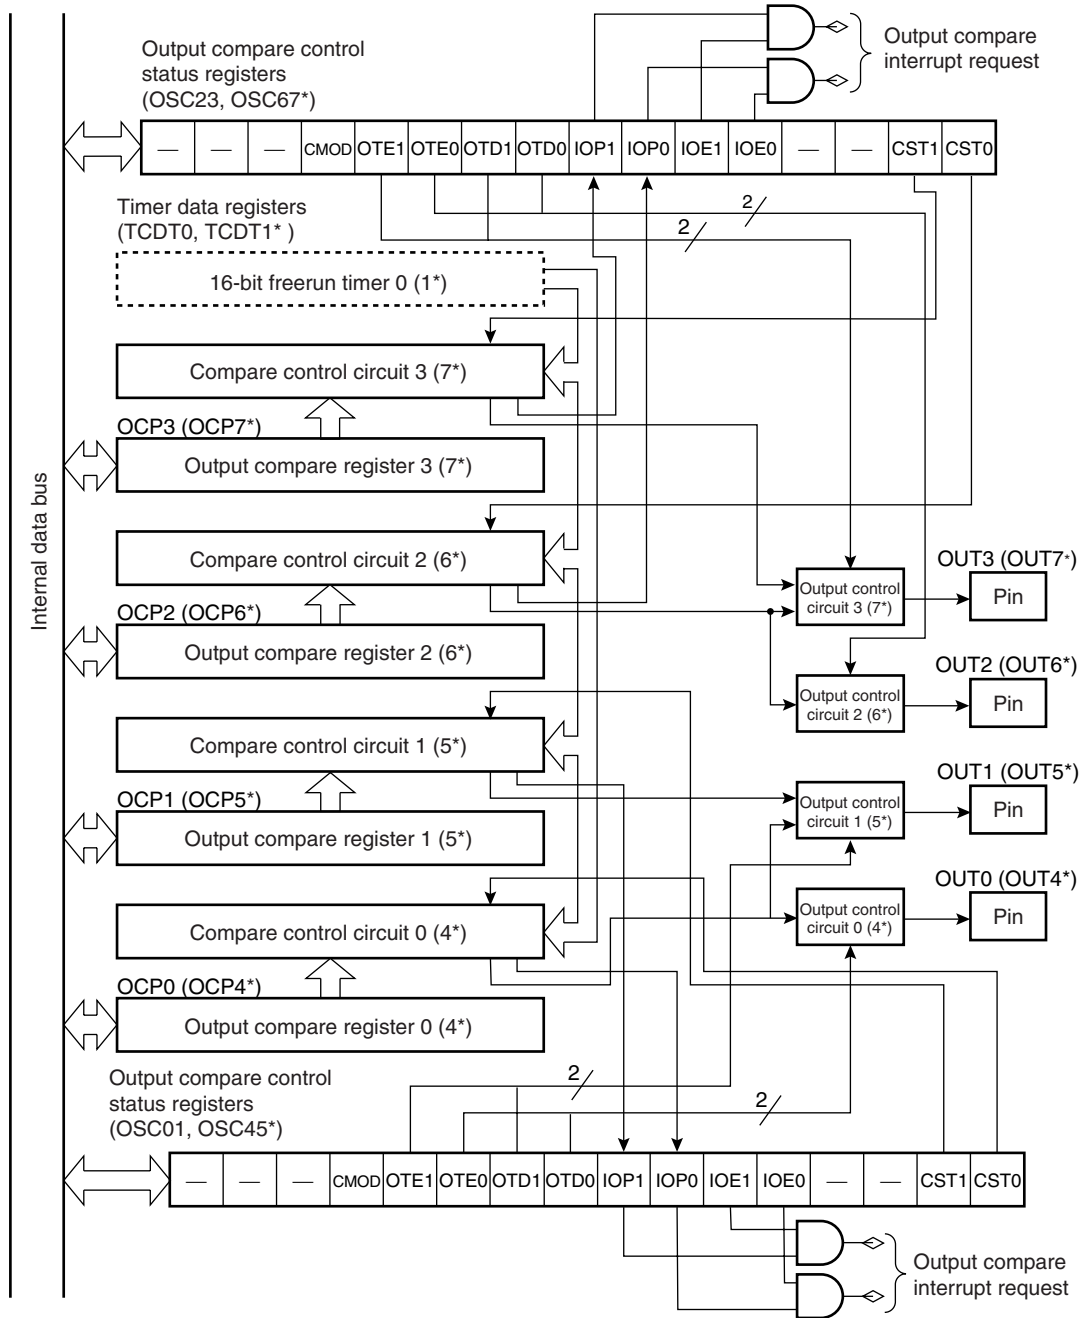 Output compare control
status registers
(OSC23, OSC67*)
Output compare
interrupt request
— — — CMOD OTE1 OTE0 OTD1 OTD0 IOP1 IOP0 IOE1 IOE0 — — CST1 CST0
Timer data registers
(TCDT0, TCDT1* )
2
2
16-bit freerun timer 0 (1*)
Compare control circuit 3 (7*)
OCP3 (OCP7*)
Output compare register 3 (7*)
Internal data bus
Compare control circuit 2 (6*)
OCP2 (OCP6*)
Output compare register 2 (6*)
Output control
circuit 3 (7*)
OUT3 (OUT7*)
Pin
Output control
circuit 2 (6*)
OUT2 (OUT6*)
Pin
Compare control circuit 1 (5*)
OCP1 (OCP5*)
Output compare register 1 (5*)
Output control
circuit 1 (5*)
OUT1 (OUT5*)
Pin
Compare control circuit 0 (4*)
OCP0 (OCP4*)
Output compare register 0 (4*)
Output control
circuit 0 (4*)
OUT0 (OUT4*)
Pin
Output compare control
status registers
(OSC01, OSC45*)
2
2
— — — CMOD OTE1 OTE0 OTD1 OTD0 IOP1 IOP0 IOE1 IOE0 — — CST1 CST0
Output compare
interrupt request